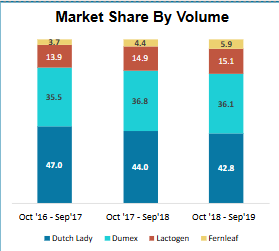 Market Share By Volume
3.7 4.4 5.9
13.9 14.9 15.1
35.5 36.8 36.1
47.0 44.0 42.8
Oct '16 - Sep'17 Oct '17 - Sep'18 Oct '18 - Sep'19
Dutch Lady Dumex Lactogen Fernleaf